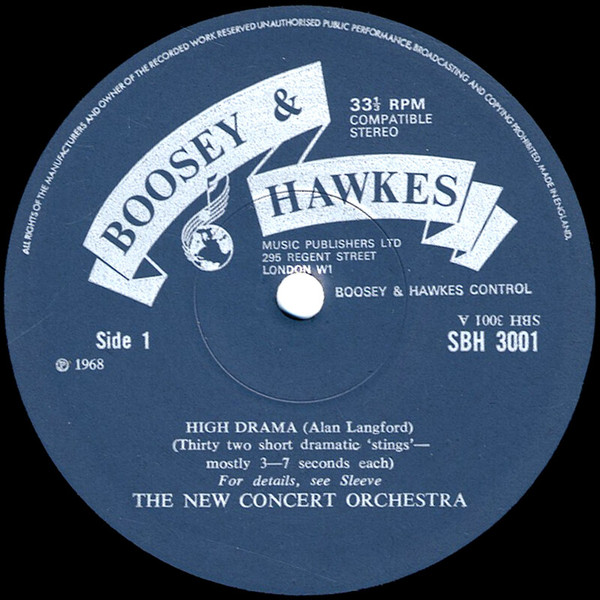 ALL RIGHTS OF THE MANUFACTURERS AND OWNER OF THE RECORDED WORK RESERVED UNAUTHORISED PUBLIC PERFORMANCE, BROADCASTING AND COPYING PROHIBITED. MADE IN ENGLAND.
BOOSEY &
HAWKES
33⅓ RPM
COMPATIBLE
STEREO
MUSIC PUBLISHERS LTD
295 REGENT STREET
LONDON W1
BOOSEY & HAWKES CONTROL
SBH 3001 A
Side 1
SBH 3001
℗ 1968
HIGH DRAMA (Alan Langford)
(Thirty two short dramatic 'stings'—
mostly 3—7 seconds each)
For details, see Sleeve
THE NEW CONCERT ORCHESTRA